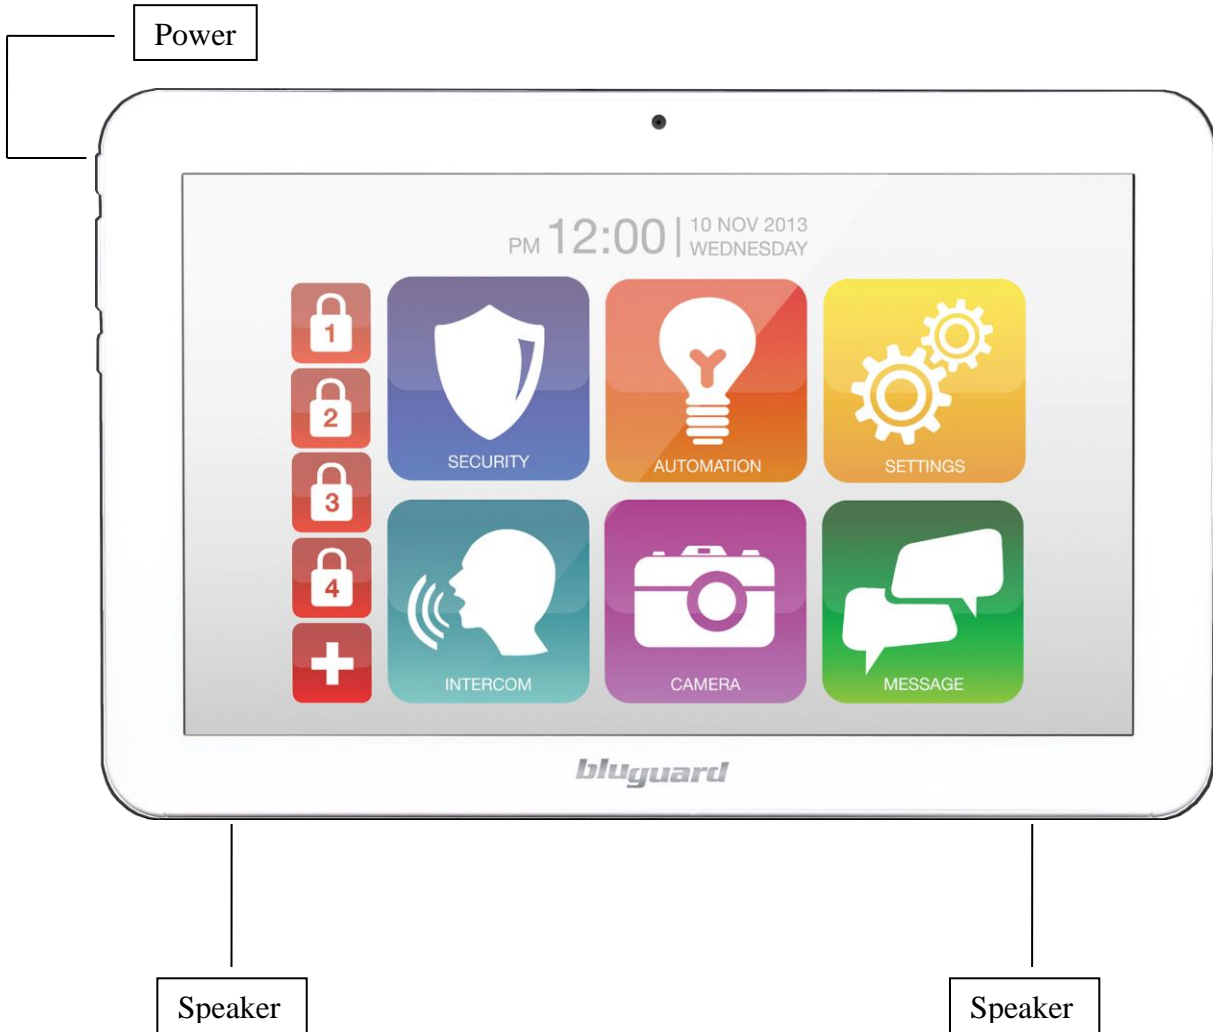 Power
PM 12:00 | 10 NOV 2013
WEDNESDAY
1
2
3
4
SECURITY
AUTOMATION
SETTINGS
INTERCOM
CAMERA
MESSAGE
bluguard
Speaker
Speaker